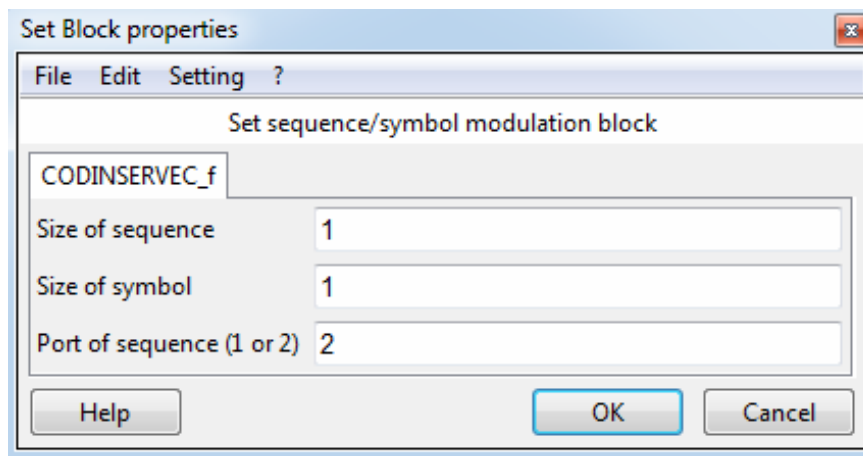 Set Block properties
File Edit Setting ?
Set sequence/symbol modulation block
CODINSERVEC_f
Size of sequence 1
Size of symbol 1
Port of sequence (1 or 2) 2
Help OK Cancel